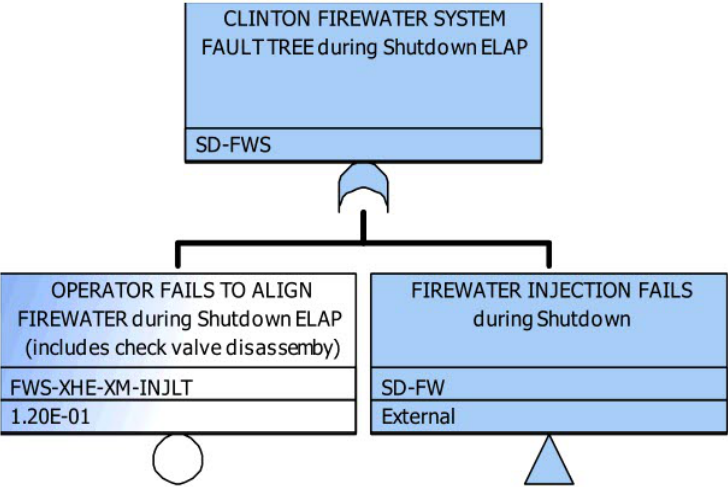 CLINTON FIREWATER SYSTEM
FAULT TREE during Shutdown ELAP
SD-FWS
OPERATOR FAILS TO ALIGN
FIREWATER during Shutdown ELAP
(includes check valve disassemby)
FWS-XHE-XM-INJLT
1.20E-01
FIREWATER INJECTION FAILS
during Shutdown
SD-FW
External